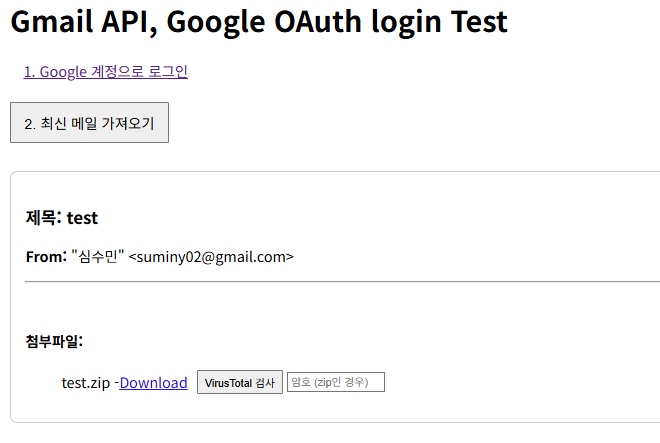 Gmail API, Google OAuth login Test
1. Google 계정으로 로그인
2. 최신 메일 가져오기
제목: test
From: "심수민" <suminy02@gmail.com>
첨부파일:
test.zip -Download VirusTotal 검사 암호 (zip인 경우)